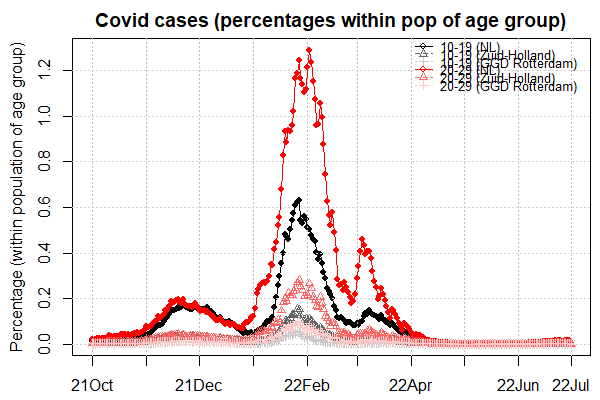 Covid cases (percentages within pop of age group)
10-19 (NL)
10-19 (Zuid-Holland)
10-19 (GGD Rotterdam)
20-29 (NL)
20-29 (Zuid-Holland)
20-29 (GGD Rotterdam)
Percentage (within population of age group)
1.2
1.0
0.8
0.6
0.4
0.2
0.0
21Oct 21Dec 22Feb 22Apr 22Jun 22Jul